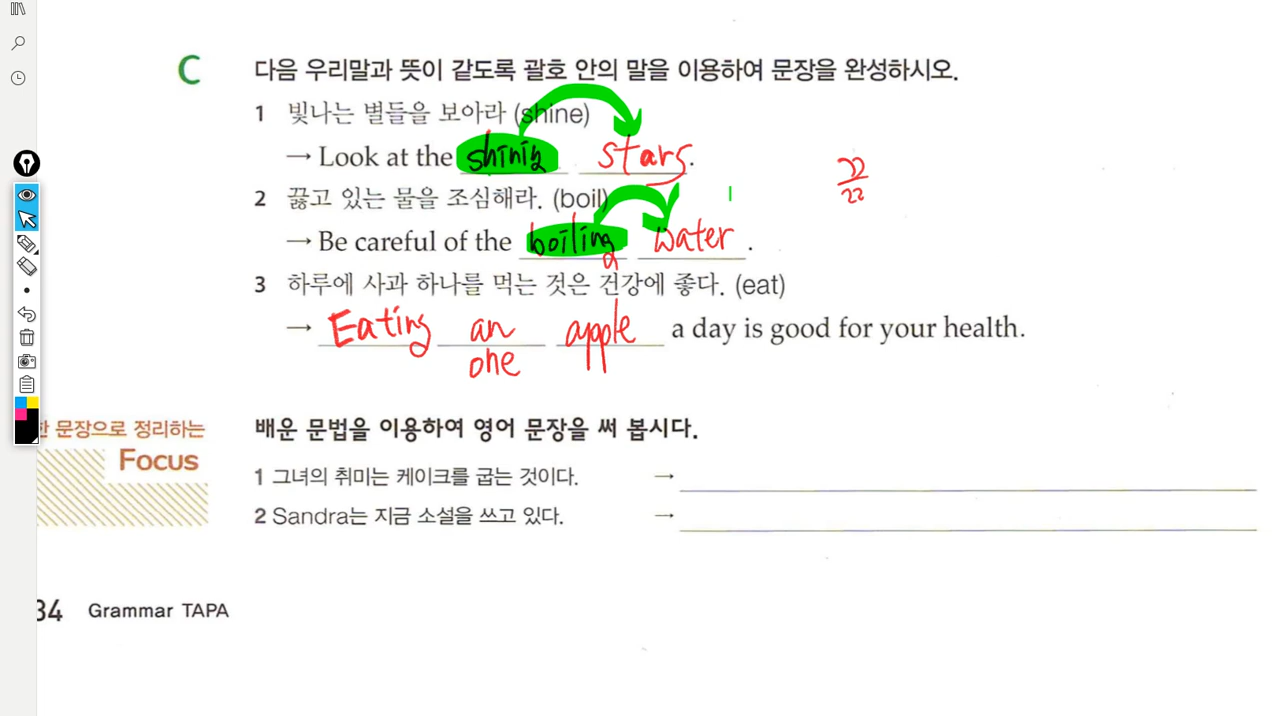 C 다음 우리말과 뜻이 같도록 괄호 안의 말을 이용하여 문장을 완성하시오.
1 빛나는 별들을 보아라 (shine)
→ Look at the shining stars.
2 끓고 있는 물을 조심해라. (boil)
→ Be careful of the boiling water.
3 하루에 사과 하나를 먹는 것은 건강에 좋다. (eat)
→ Eating an apple a day is good for your health.
one
한 문장으로 정리하는
Focus
배운 문법을 이용하여 영어 문장을 써 봅시다.
1 그녀의 취미는 케이크를 굽는 것이다. →
2 Sandra는 지금 소설을 쓰고 있다. →
34 Grammar TAPA